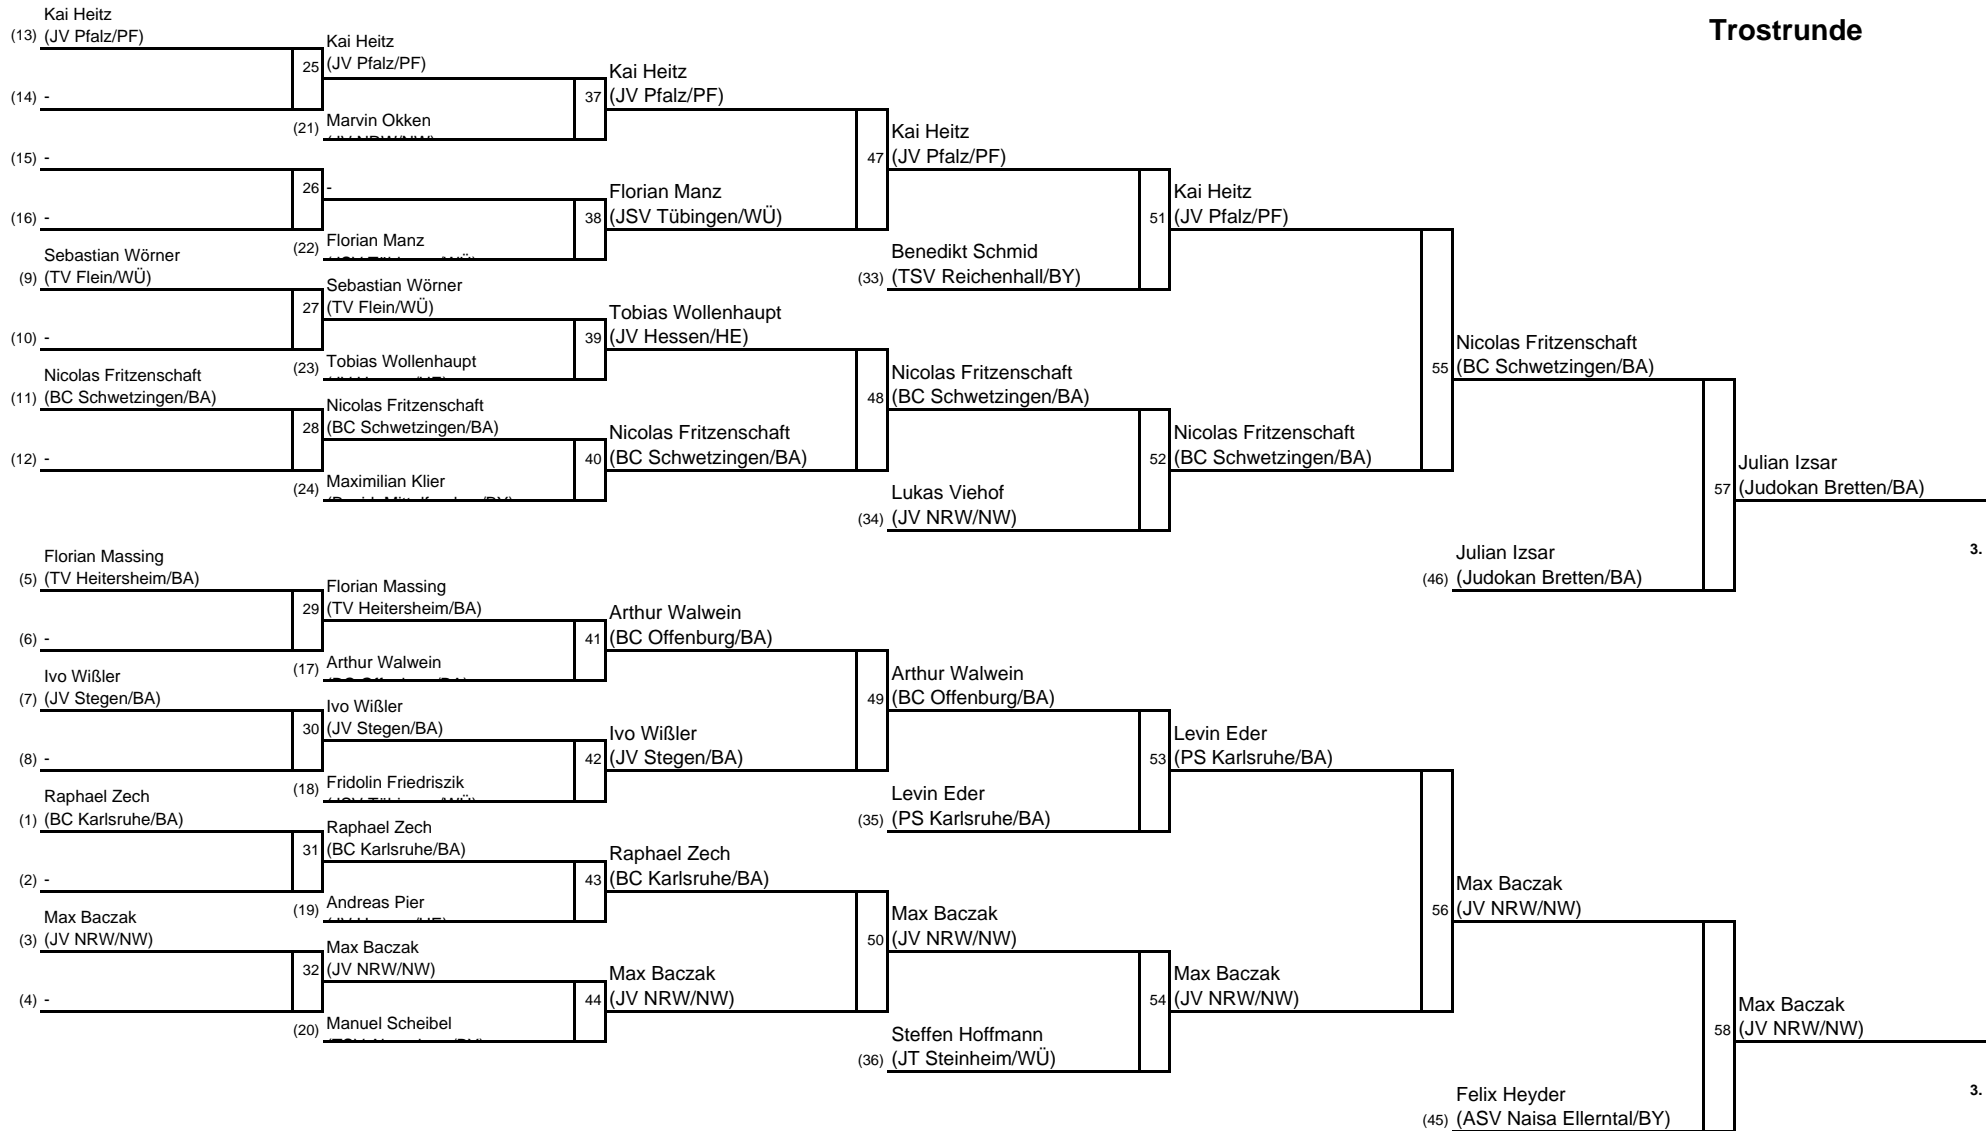 Trostrunde
Kai Heitz
(13) (JV Pfalz/PF)
(14) -
(15) -
(16) -
Sebastian Wörner
(9) (TV Flein/WÜ)
(10) -
Nicolas Fritzenschaft
(11) (BC Schwetzingen/BA)
(12) -
Florian Massing
(5) (TV Heitersheim/BA)
(6) -
Ivo Wißler
(7) (JV Stegen/BA)
(8) -
Raphael Zech
(1) (BC Karlsruhe/BA)
(2) -
Max Baczak
(3) (JV NRW/NW)
(4) -
Kai Heitz
25 (JV Pfalz/PF)
(21) Marvin Okken
26 -
(22) Florian Manz
Sebastian Wörner
27 (TV Flein/WÜ)
(23) Tobias Wollenhaupt
Nicolas Fritzenschaft
28 (BC Schwetzingen/BA)
(24) Maximilian Klier
Florian Massing
29 (TV Heitersheim/BA)
(17) Arthur Walwein
Ivo Wißler
30 (JV Stegen/BA)
(18) Fridolin Friedriszik
Raphael Zech
31 (BC Karlsruhe/BA)
(19) Andreas Pier
Max Baczak
32 (JV NRW/NW)
(20) Manuel Scheibel
Kai Heitz
37 (JV Pfalz/PF)
Florian Manz
38 (JSV Tübingen/WÜ)
Tobias Wollenhaupt
39 (JV Hessen/HE)
Nicolas Fritzenschaft
40 (BC Schwetzingen/BA)
Arthur Walwein
41 (BC Offenburg/BA)
Ivo Wißler
42 (JV Stegen/BA)
Raphael Zech
43 (BC Karlsruhe/BA)
Max Baczak
44 (JV NRW/NW)
Kai Heitz
47 (JV Pfalz/PF)
Benedikt Schmid
(33) (TSV Reichenhall/BY)
Nicolas Fritzenschaft
48 (BC Schwetzingen/BA)
Lukas Viehof
(34) (JV NRW/NW)
Arthur Walwein
49 (BC Offenburg/BA)
Levin Eder
(35) (PS Karlsruhe/BA)
Max Baczak
50 (JV NRW/NW)
Steffen Hoffmann
(36) (JT Steinheim/WÜ)
Kai Heitz
51 (JV Pfalz/PF)
Nicolas Fritzenschaft
52 (BC Schwetzingen/BA)
Levin Eder
53 (PS Karlsruhe/BA)
Max Baczak
54 (JV NRW/NW)
Nicolas Fritzenschaft
55 (BC Schwetzingen/BA)
Julian Izsar
(46) (Judokan Bretten/BA)
Max Baczak
56 (JV NRW/NW)
Felix Heyder
(45) (ASV Naisa Ellerntal/BY)
Julian Izsar
57 (Judokan Bretten/BA)
3.
Max Baczak
58 (JV NRW/NW)
3.